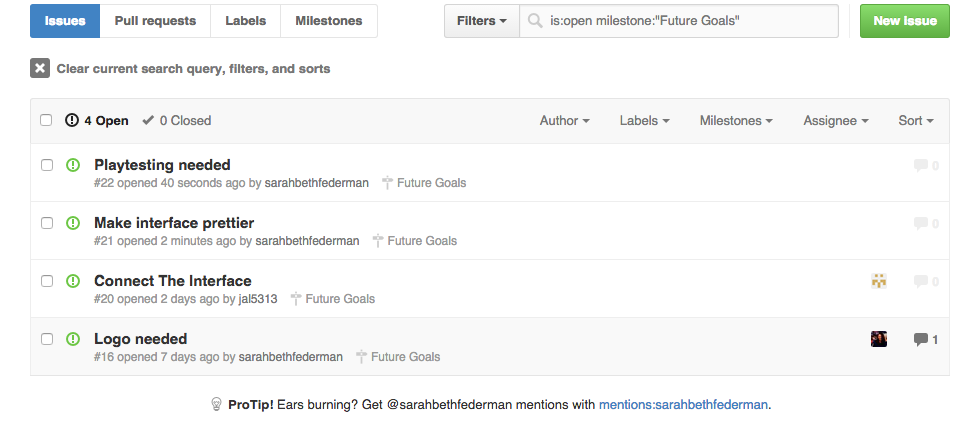 Issues Pull requests Labels Milestones Filters is:open milestone:"Future Goals" New Issue
Clear current search query, filters, and sorts
4 Open 0 Closed Author Labels Milestones Assignee Sort
Playtesting needed 0
#22 opened 40 seconds ago by sarahbethfederman Future Goals
Make interface prettier 0
#21 opened 2 minutes ago by sarahbethfederman Future Goals
Connect The Interface 0
#20 opened 2 days ago by jal5313 Future Goals
Logo needed 1
#16 opened 7 days ago by sarahbethfederman Future Goals
ProTip! Ears burning? Get @sarahbethfederman mentions with mentions:sarahbethfederman.